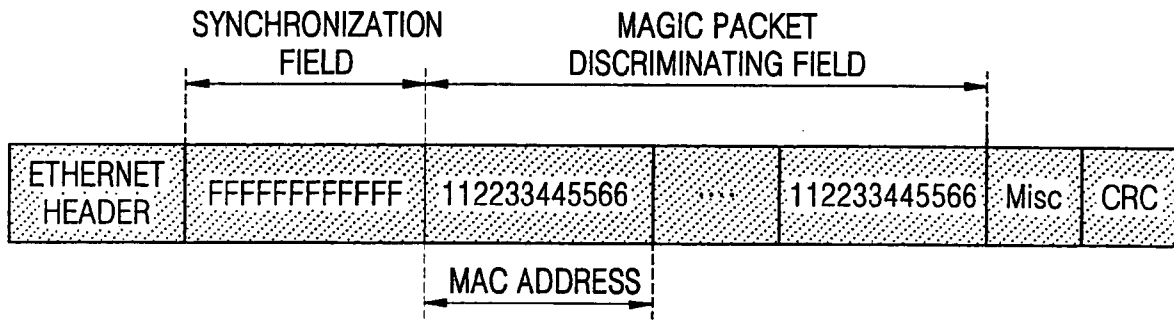 SYNCHRONIZATION
FIELD
MAGIC PACKET
DISCRIMINATING FIELD
ETHERNET
HEADER
FFFFFFFFFFFF
112233445566
....
112233445566
Misc
CRC
MAC ADDRESS